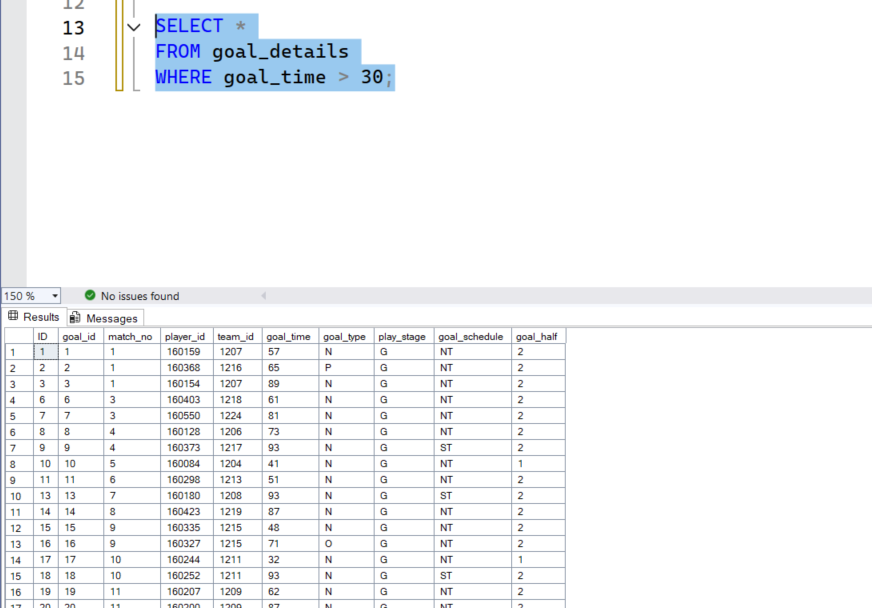 12
13 SELECT *
14 FROM goal_details
15 WHERE goal_time > 30;
150 % No issues found
Results Messages
ID goal_id match_no player_id team_id goal_time goal_type play_stage goal_schedule goal_half
1 1 1 1 160159 1207 57 N G NT 2
2 2 2 1 160368 1216 65 P G NT 2
3 3 3 1 160154 1207 89 N G NT 2
4 6 6 3 160403 1218 61 N G NT 2
5 7 7 3 160550 1224 81 N G NT 2
6 8 8 4 160128 1206 73 N G NT 2
7 9 9 4 160373 1217 93 N G ST 2
8 10 10 5 160084 1204 41 N G NT 1
9 11 11 6 160298 1213 51 N G NT 2
10 13 13 7 160180 1208 93 N G ST 2
11 14 14 8 160423 1219 87 N G NT 2
12 15 15 9 160335 1215 48 N G NT 2
13 16 16 9 160327 1215 71 O G NT 2
14 17 17 10 160244 1211 32 N G NT 1
15 18 18 10 160252 1211 93 N G ST 2
16 19 19 11 160207 1209 62 N G NT 2
17 20 20 11 160200 1209 87 N G NT 2